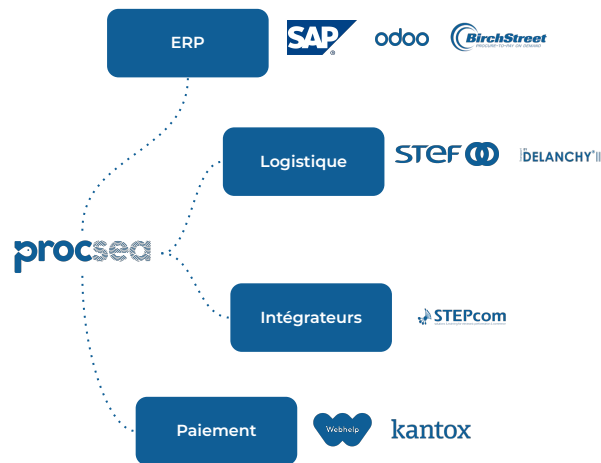 ERP
SAP®
odoo
BirchStreet
PROCURE-TO-PAY ON DEMAND
Logistique
STEF
DELANCHY
procsea
Intégrateurs
STEPcom
Paiement
Webhelp
kantox